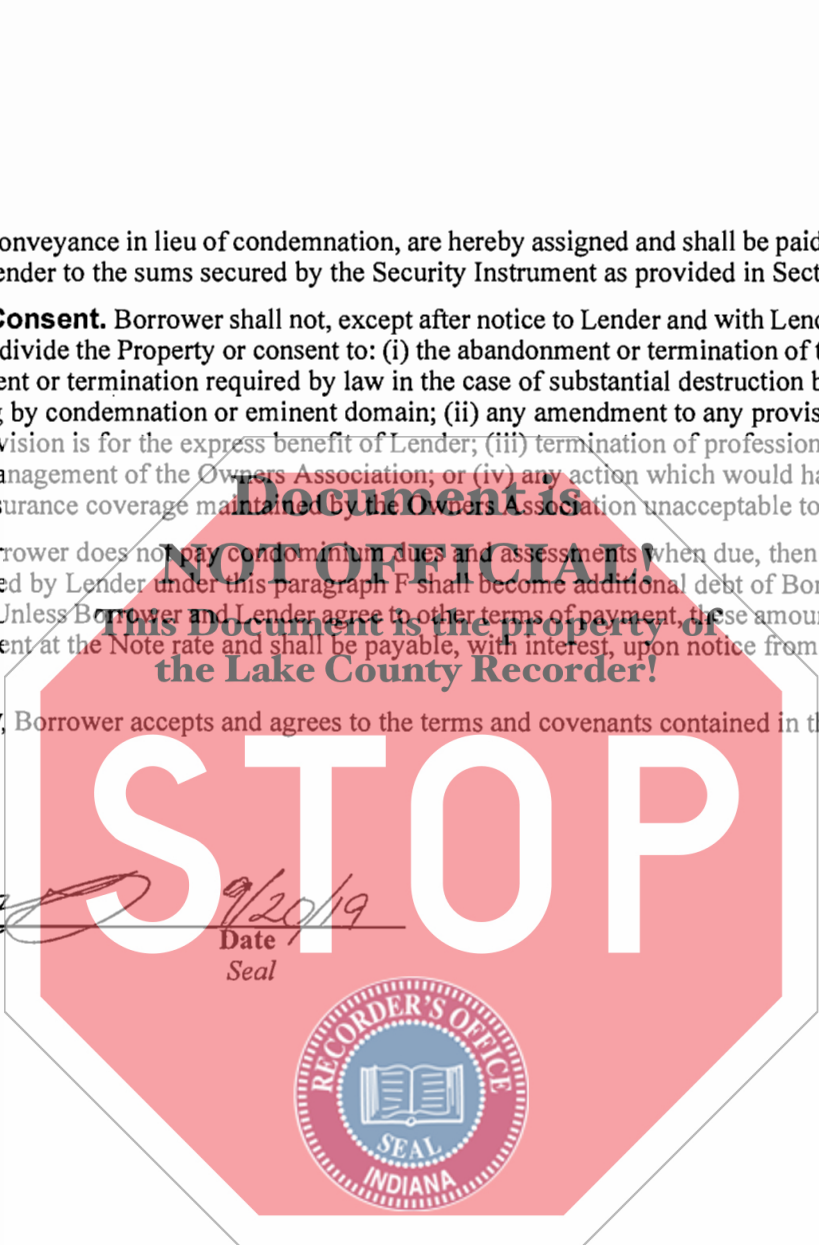 onveyance in lieu of condemnation, are hereby assigned and shall be paid
ender to the sums secured by the Security Instrument as provided in Sect
Consent. Borrower shall not, except after notice to Lender and with Lend
divide the Property or consent to: (i) the abandonment or termination of t
ent or termination required by law in the case of substantial destruction b
g by condemnation or eminent domain; (ii) any amendment to any provis
vision is for the express benefit of Lender; (iii) termination of profession
anagement of the Owners Association; or (iv) any action which would ha
surance coverage maintained by the Owners Association unacceptable to
Document is
rrower does not pay condominium dues and assessments when due, then
NOT OFFICIAL!
ed by Lender under this paragraph F shall become additional debt of Bor
Unless Borrower and Lender agree to other terms of payment, these amou
This Document is the property of
ent at the Note rate and shall be payable, with interest, upon notice from
the Lake County Recorder!
, Borrower accepts and agrees to the terms and covenants contained in th
STOP
9/20/19
Date
Seal
RECORDER'S OFFICE
SEAL
INDIANA